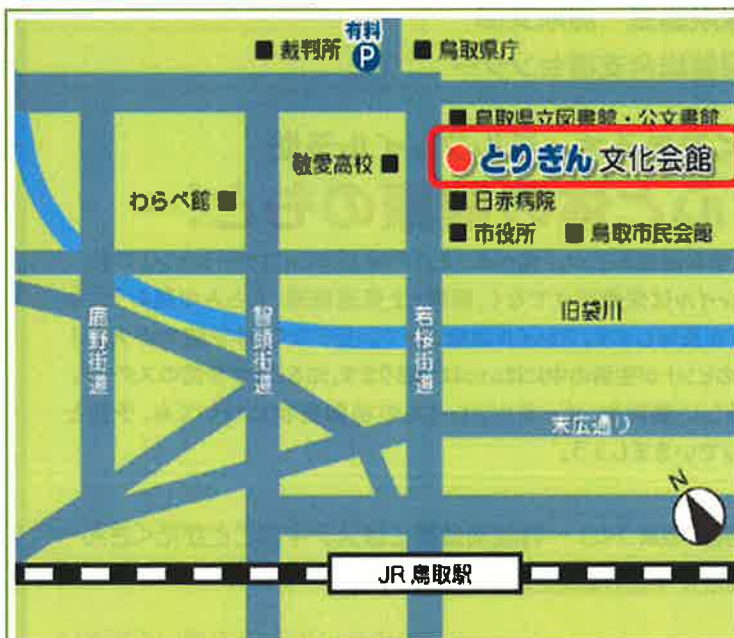 有料
P
裁判所
鳥取県庁
鳥取県立図書館・公文書館
敬愛高校
とりぎん文化会館
わらべ館
日赤病院
市役所
鳥取市民会館
旧袋川
鹿野街道
智頭街道
若桜街道
末広通り
N
JR鳥取駅